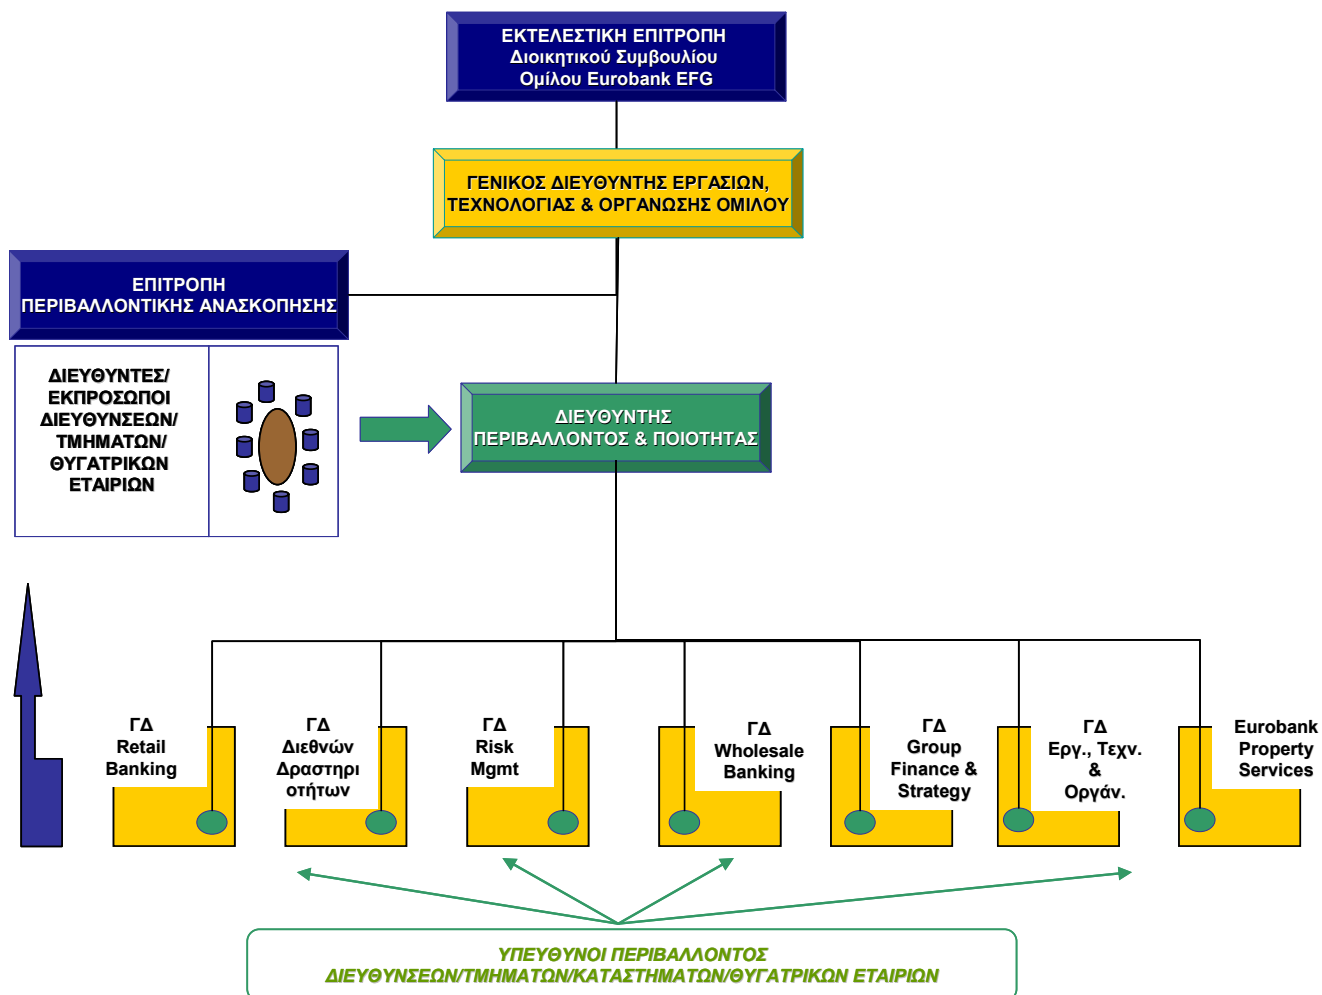 ΕΚΤΕΛΕΣΤΙΚΗ ΕΠΙΤΡΟΠΗ
Διοικητικού Συμβουλίου
Ομίλου Eurobank EFG
ΓΕΝΙΚΟΣ ΔΙΕΥΘΥΝΤΗΣ ΕΡΓΑΣΙΩΝ,
ΤΕΧΝΟΛΟΓΙΑΣ & ΟΡΓΑΝΩΣΗΣ ΟΜΙΛΟΥ
ΕΠΙΤΡΟΠΗ
ΠΕΡΙΒΑΛΛΟΝΤΙΚΗΣ ΑΝΑΣΚΟΠΗΣΗΣ
ΔΙΕΥΘΥΝΤΕΣ/
ΕΚΠΡΟΣΩΠΟΙ
ΔΙΕΥΘΥΝΣΕΩΝ/
ΤΜΗΜΑΤΩΝ/
ΘΥΓΑΤΡΙΚΩΝ
ΕΤΑΙΡΙΩΝ
ΔΙΕΥΘΥΝΤΗΣ
ΠΕΡΙΒΑΛΛΟΝΤΟΣ & ΠΟΙΟΤΗΤΑΣ
ΓΔ
Retail
Banking
ΓΔ
Διεθνών
Δραστηρι
οτήτων
ΓΔ
Risk
Mgmt
ΓΔ
Wholesale
Banking
ΓΔ
Group
Finance &
Strategy
ΓΔ
Εργ., Τεχν.
&
Οργάν.
Eurobank
Property
Services
ΥΠΕΥΘΥΝΟΙ ΠΕΡΙΒΑΛΛΟΝΤΟΣ
ΔΙΕΥΘΥΝΣΕΩΝ/ΤΜΗΜΑΤΩΝ/ΚΑΤΑΣΤΗΜΑΤΩΝ/ΘΥΓΑΤΡΙΚΩΝ ΕΤΑΙΡΙΩΝ